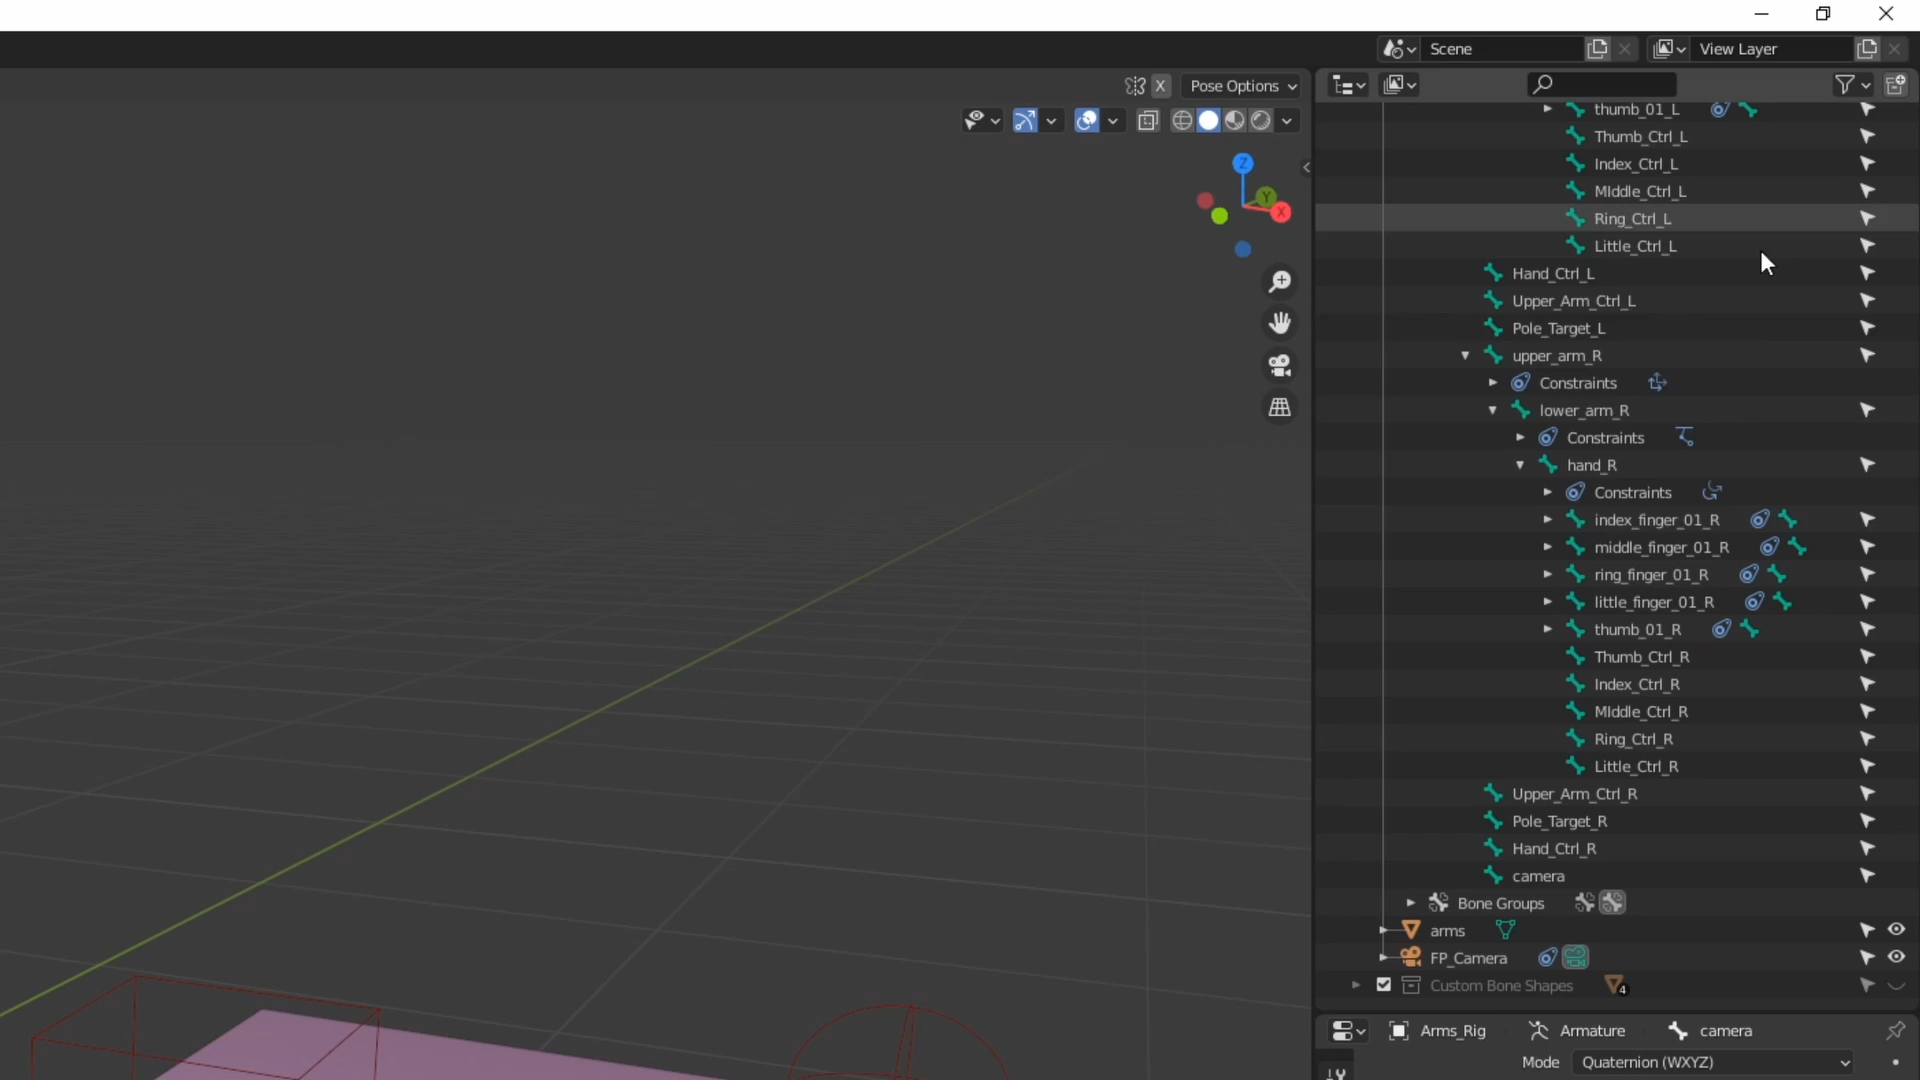 Scene
View Layer
X
Pose Options
Z
Y
X
thumb_01_L
Thumb_Ctrl_L
Index_Ctrl_L
MIddle_Ctrl_L
Ring_Ctrl_L
Little_Ctrl_L
Hand_Ctrl_L
Upper_Arm_Ctrl_L
Pole_Target_L
upper_arm_R
Constraints
lower_arm_R
Constraints
hand_R
Constraints
index_finger_01_R
middle_finger_01_R
ring_finger_01_R
little_finger_01_R
thumb_01_R
Thumb_Ctrl_R
Index_Ctrl_R
MIddle_Ctrl_R
Ring_Ctrl_R
Little_Ctrl_R
Upper_Arm_Ctrl_R
Pole_Target_R
Hand_Ctrl_R
camera
Bone Groups
arms
FP_Camera
Custom Bone Shapes 4
Arms_Rig Armature camera
Mode Quaternion (WXYZ)